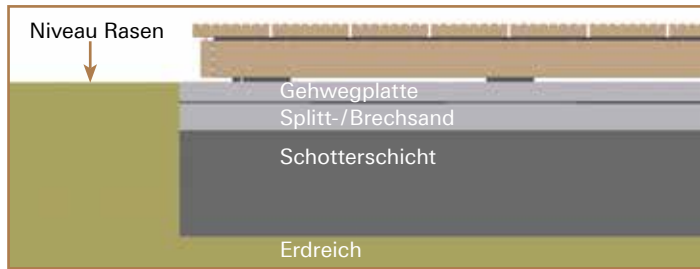 Niveau Rasen
Gehwegplatte
Splitt-/Brechsand
Schotterschicht
Erdreich